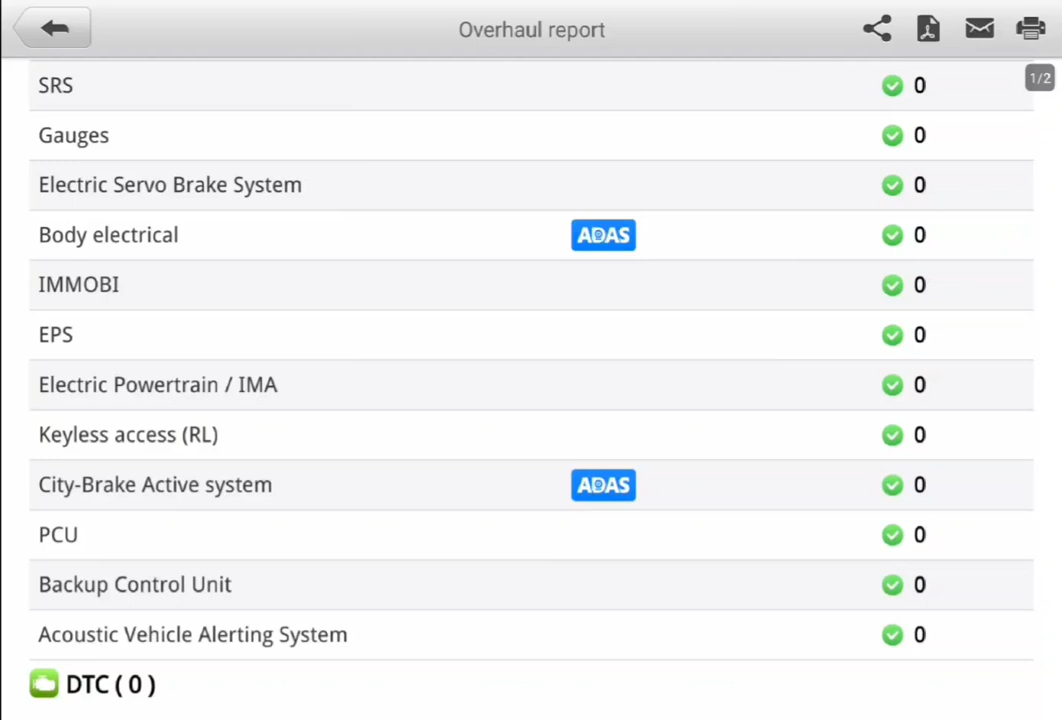 Overhaul report
1/2
SRS 0
Gauges 0
Electric Servo Brake System 0
Body electrical ADAS 0
IMMOBI 0
EPS 0
Electric Powertrain / IMA 0
Keyless access (RL) 0
City-Brake Active system ADAS 0
PCU 0
Backup Control Unit 0
Acoustic Vehicle Alerting System 0
DTC ( 0 )